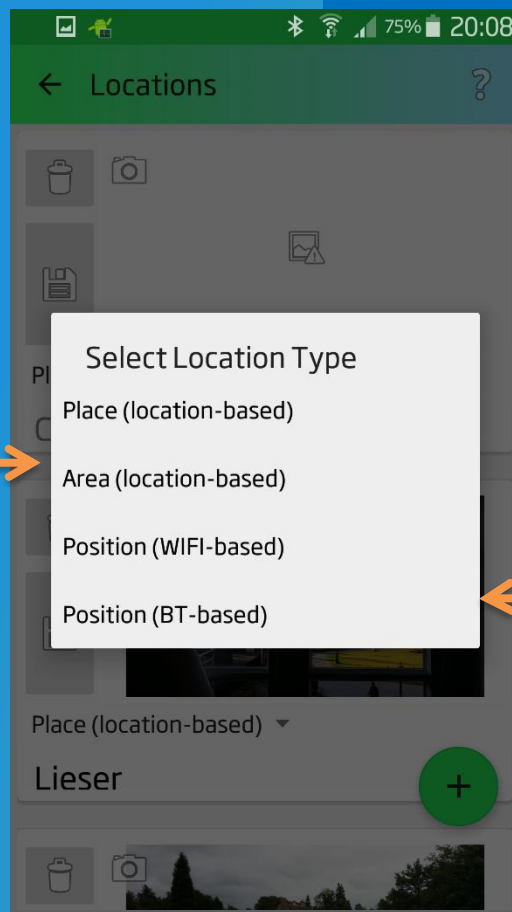 75% 20:08
Locations
?
Pl
Select Location Type
Place (location-based)
Area (location-based)
Position (WIFI-based)
Position (BT-based)
Place (location-based)
Lieser
+